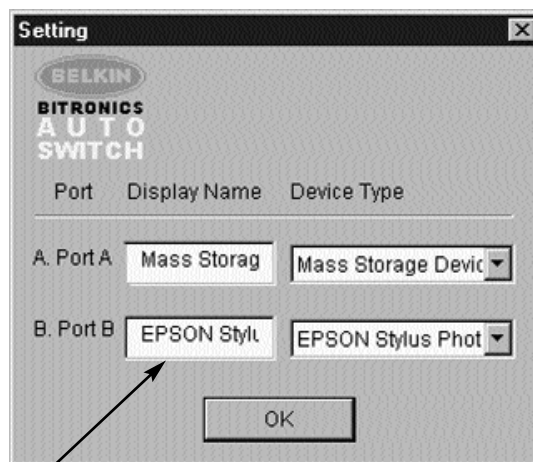 Setting
BELKIN
BITRONICS
AUTO
SWITCH
Port Display Name Device Type
A. Port A Mass Storag Mass Storage Devic
B. Port B EPSON Stylu EPSON Stylus Phot
OK